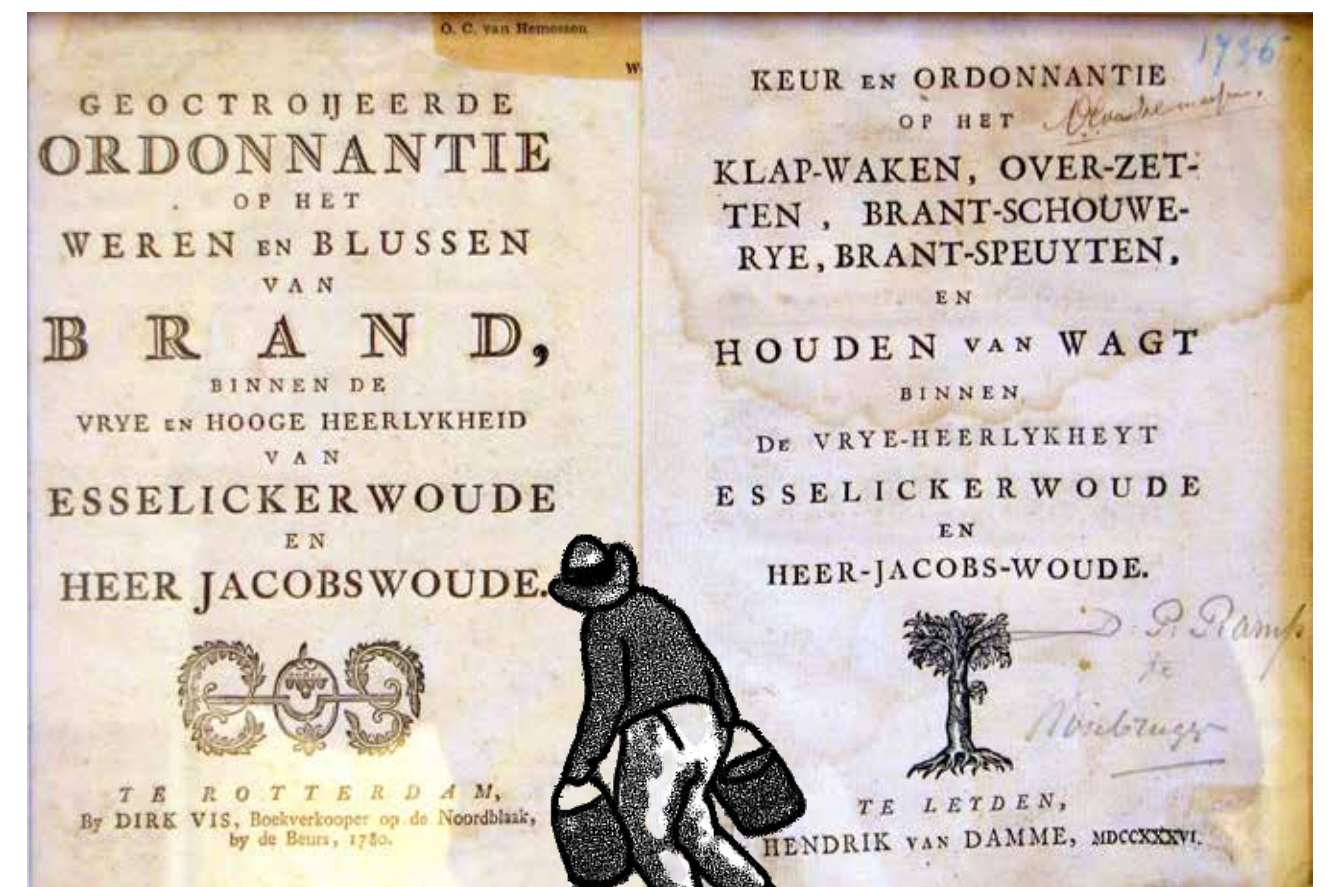 O. C. van Hemessen
W
GEOCTROIJEERDE
ORDONNANTIE
OP HET
WEREN EN BLUSSEN
VAN
BRAND,
BINNEN DE
VRYE EN HOOGE HEERLYKHEID
VAN
ESSELICKERWOUDE
EN
HEER JACOBSWOUDE.
TE ROTTERDAM,
By DIRK VIS, Boekverkooper op de Noordblaak,
by de Beurs, 1780.
1736
KEUR EN ORDONNANTIE
OP HET
KLAP-WAKEN, OVER-ZET-
TEN, BRANT-SCHOUWE-
RYE, BRANT-SPEUYTEN,
EN
HOUDEN VAN WAGT
BINNEN
DE VRYE-HEERLYKHEYT
ESSELICKERWOUDE
EN
HEER-JACOBS-WOUDE.
D. P. Ramp
te
TE LEYDEN,
HENDRIK VAN DAMME, MDCCXXXVI.